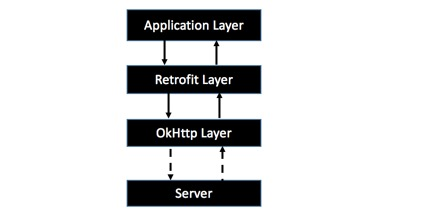 Application Layer
Retrofit Layer
OkHttp Layer
Server